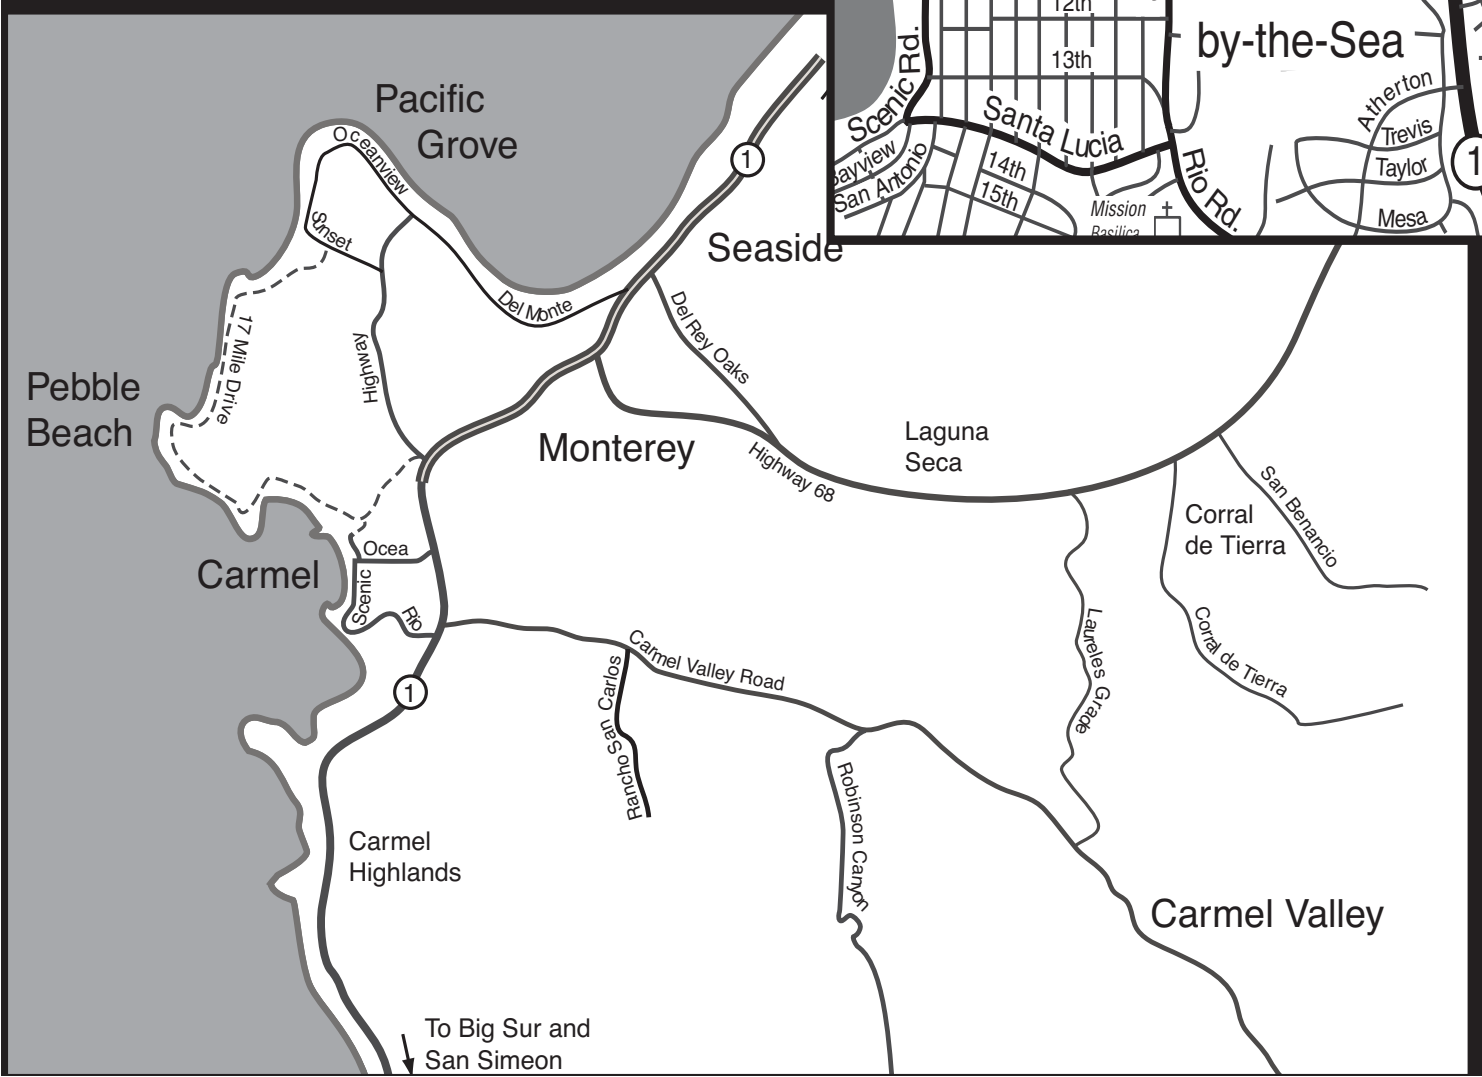 12th
by-the-Sea
13th
Scenic Rd.
Santa Lucia
Atherton
Trevis
Taylor
Mesa
1
Bayview
San Antonio
14th
15th
Mission
Basilica
Rio Rd.
Pacific
Grove
Oceanview
Sunset
1
Seaside
Del Monte
Del Rey Oaks
17 Mile Drive
Highway
Pebble
Beach
Monterey
Highway 68
Laguna
Seca
San Benancio
Corral
de Tierra
Corral de Tierra
Laureles Grade
Carmel
Ocea
Scenic
Rio
Carmel Valley Road
Rancho San Carlos
1
Robinson Canyon
Carmel
Highlands
Carmel Valley
To Big Sur and
San Simeon